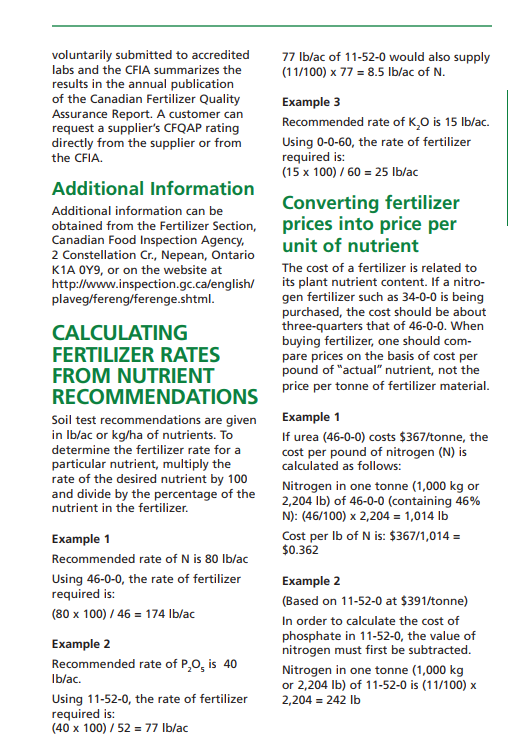 voluntarily submitted to accredited
labs and the CFIA summarizes the
results in the annual publication
of the Canadian Fertilizer Quality
Assurance Report. A customer can
request a supplier's CFQAP rating
directly from the supplier or from
the CFIA.
Additional Information
Additional information can be
obtained from the Fertilizer Section,
Canadian Food Inspection Agency,
2 Constellation Cr., Nepean, Ontario
K1A 0Y9, or on the website at
http://www.inspection.gc.ca/english/
plaveg/fereng/ferenge.shtml.
CALCULATING
FERTILIZER RATES
FROM NUTRIENT
RECOMMENDATIONS
Soil test recommendations are given
in lb/ac or kg/ha of nutrients. To
determine the fertilizer rate for a
particular nutrient, multiply the
rate of the desired nutrient by 100
and divide by the percentage of the
nutrient in the fertilizer.
Example 1
Recommended rate of N is 80 lb/ac
Using 46-0-0, the rate of fertilizer
required is:
(80 x 100) / 46 = 174 lb/ac
Example 2
Recommended rate of P₂O₅ is 40
lb/ac.
Using 11-52-0, the rate of fertilizer
required is:
(40 x 100) / 52 = 77 lb/ac
77 lb/ac of 11-52-0 would also supply
(11/100) x 77 = 8.5 lb/ac of N.
Example 3
Recommended rate of K₂O is 15 lb/ac.
Using 0-0-60, the rate of fertilizer
required is:
(15 x 100) / 60 = 25 lb/ac
Converting fertilizer
prices into price per
unit of nutrient
The cost of a fertilizer is related to
its plant nutrient content. If a nitro-
gen fertilizer such as 34-0-0 is being
purchased, the cost should be about
three-quarters that of 46-0-0. When
buying fertilizer, one should com-
pare prices on the basis of cost per
pound of "actual" nutrient, not the
price per tonne of fertilizer material.
Example 1
If urea (46-0-0) costs $367/tonne, the
cost per pound of nitrogen (N) is
calculated as follows:
Nitrogen in one tonne (1,000 kg or
2,204 lb) of 46-0-0 (containing 46%
N): (46/100) x 2,204 = 1,014 lb
Cost per lb of N is: $367/1,014 =
$0.362
Example 2
(Based on 11-52-0 at $391/tonne)
In order to calculate the cost of
phosphate in 11-52-0, the value of
nitrogen must first be subtracted.
Nitrogen in one tonne (1,000 kg
or 2,204 lb) of 11-52-0 is (11/100) x
2,204 = 242 lb